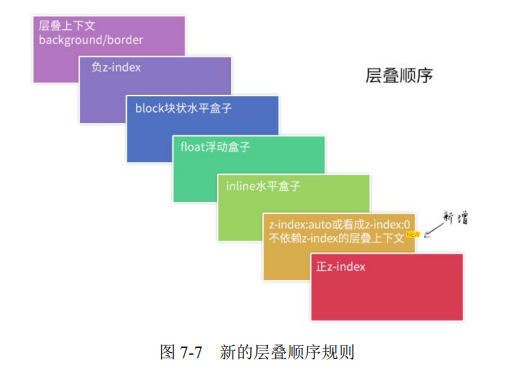 层叠上下文
background/border
层叠顺序
负z-index
block块状水平盒子
float浮动盒子
inline水平盒子
z-index:auto或看成z-index:0
不依赖z-index的层叠上下文
NEW
新增
正z-index
图 7-7 新的层叠顺序规则